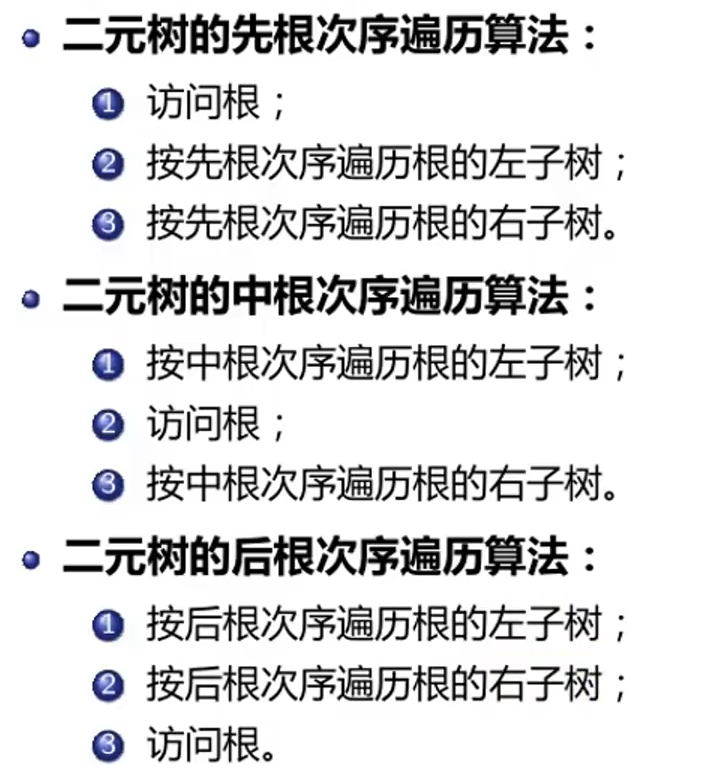 二元树的先根次序遍历算法：
1 访问根；
2 按先根次序遍历根的左子树；
3 按先根次序遍历根的右子树。
二元树的中根次序遍历算法：
1 按中根次序遍历根的左子树；
2 访问根；
3 按中根次序遍历根的右子树。
二元树的后根次序遍历算法：
1 按后根次序遍历根的左子树；
2 按后根次序遍历根的右子树；
3 访问根。